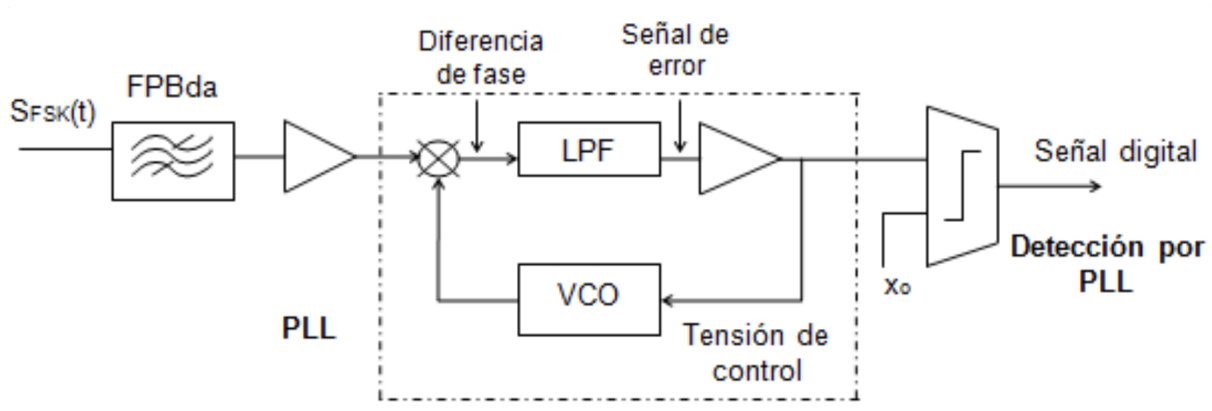 Diferencia
de fase
Señal de
error
FPBda
SFSK(t)
LPF
Señal digital
Detección por
PLL
xo
VCO
PLL
Tensión de
control